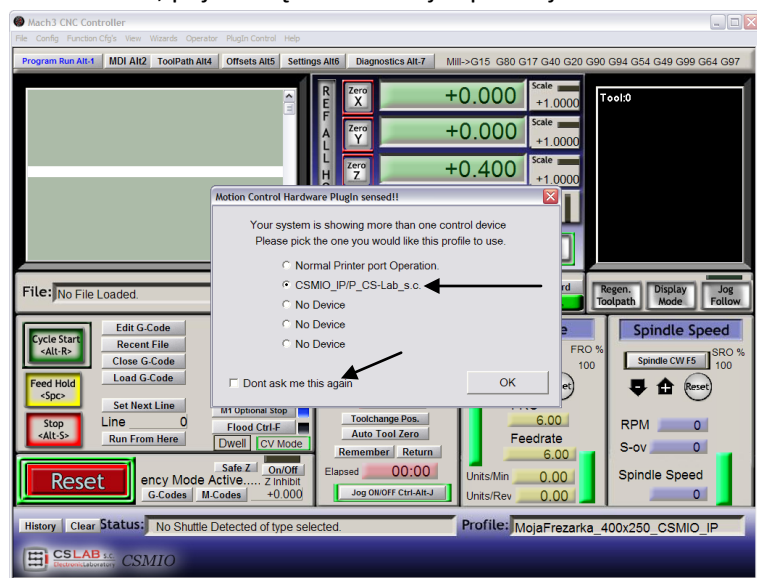 Mach3 CNC Controller
File Config Function Cfg's View Wizards Operator PlugIn Control Help
Program Run Alt-1 MDI Alt2 ToolPath Alt4 Offsets Alt5 Settings Alt6 Diagnostics Alt-7 Mill->G15 G80 G17 G40 G20 G90 G94 G54 G49 G99 G64 G97
REF ALL H
Zero X +0.000 Scale +1.0000
Zero Y +0.000 Scale +1.0000
Zero Z +0.400 Scale +1.0000
Tool:0
Motion Control Hardware PlugIn sensed!!
Your system is showing more than one control device
Please pick the one you would like this profile to use.
Normal Printer port Operation.
CSMIO_IP/P_CS-Lab_s.c.
No Device
No Device
No Device
Dont ask me this again
OK
File: No File Loaded.
Regen. Toolpath
Display Mode
Jog Follow
Cycle Start <Alt-R>
Feed Hold <Spc>
Stop <Alt-S>
Edit G-Code
Recent File
Close G-Code
Load G-Code
Set Next Line
Line 0
Run From Here
M1 Optional Stop
Flood Ctrl-F
Dwell CV Mode
Toolchange Pos.
Auto Tool Zero
Remember Return
Elapsed 00:00
Jog ON/OFF Ctrl-Alt-J
FRO %
100
6.00
Feedrate
6.00
Units/Min 0.00
Units/Rev 0.00
Spindle Speed
Spindle CW F5
SRO %
100
Reset
RPM 0
S-ov 0
Spindle Speed
0
Reset
ency Mode Active.....
Safe Z
On/Off
Z Inhibit
+0.000
G-Codes M-Codes
History Clear Status: No Shuttle Detected of type selected. Profile: MojaFrezarka_400x250_CSMIO_IP
CSLAB s.c.
ElectronicLaboratory
CSMIO